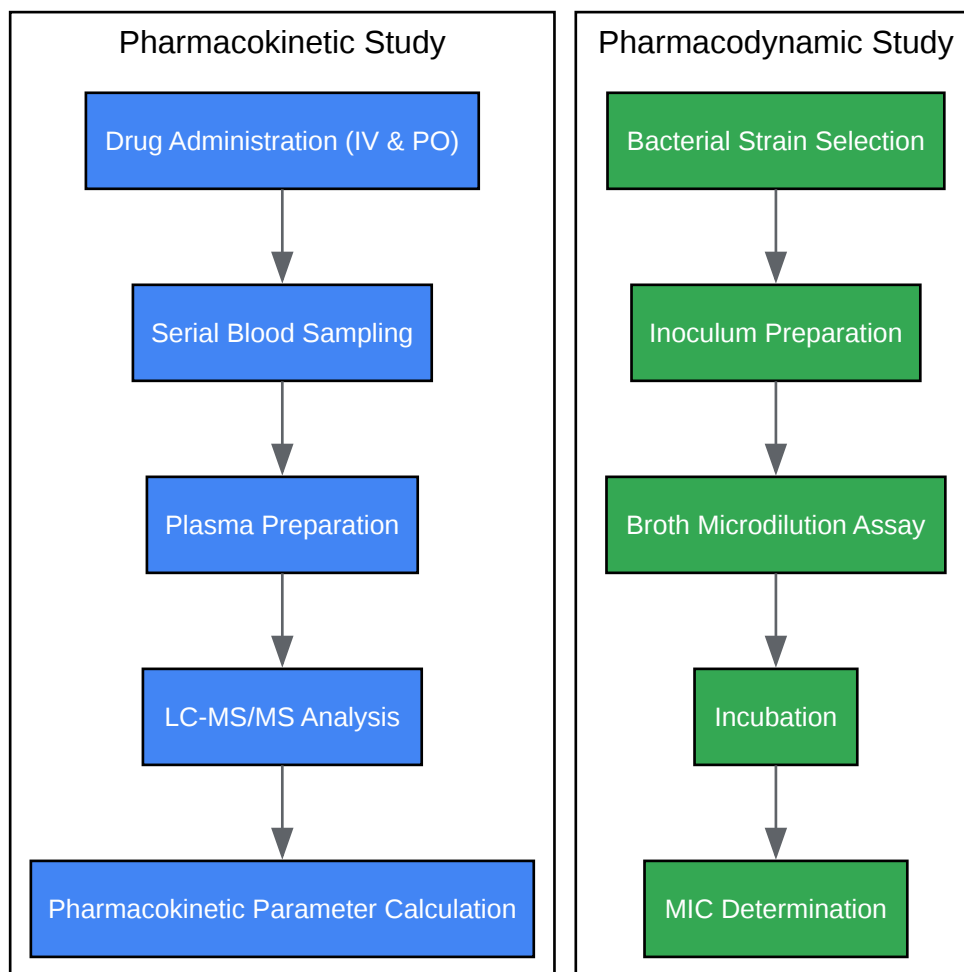 Pharmacokinetic Study
Drug Administration (IV & PO)
Serial Blood Sampling
Plasma Preparation
LC-MS/MS Analysis
Pharmacokinetic Parameter Calculation
Pharmacodynamic Study
Bacterial Strain Selection
Inoculum Preparation
Broth Microdilution Assay
Incubation
MIC Determination